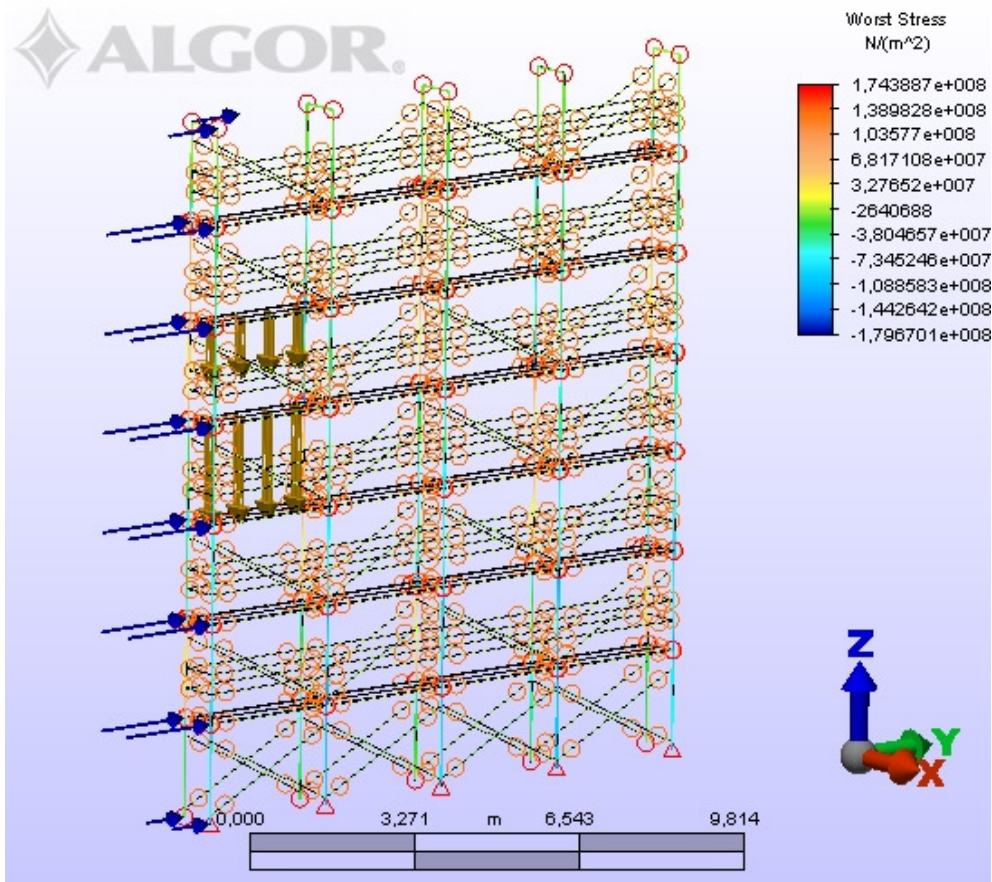 ALGOR®
Worst Stress
N/(m^2)
1,743887e+008
1,389828e+008
1,03577e+008
6,817108e+007
3,27652e+007
-2640688
-3,804657e+007
-7,345246e+007
-1,088583e+008
-1,442642e+008
-1,796701e+008
Z
Y
X
0,000 3,271 m 6,543 9,814